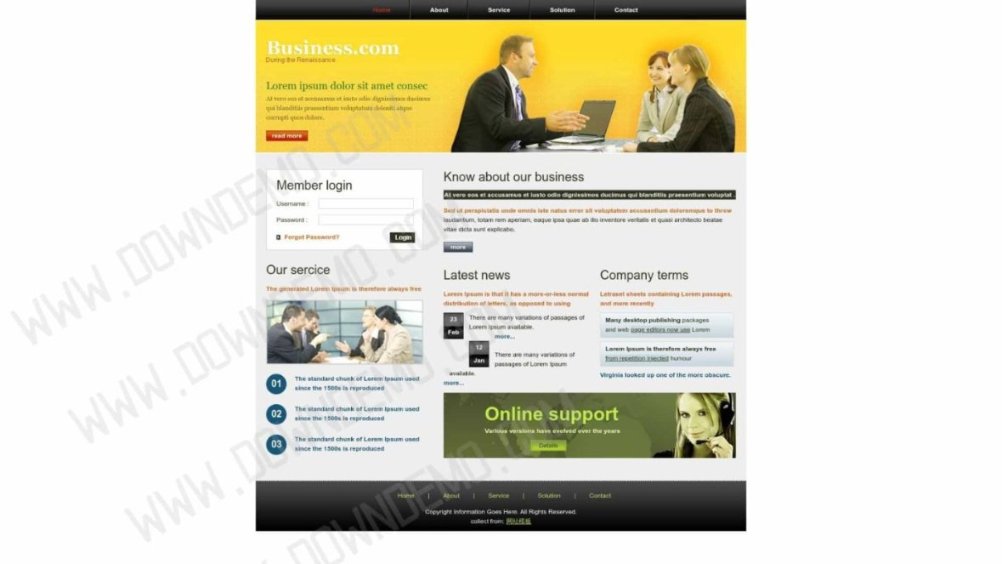 Home
About
Service
Solution
Contact
Business.com
During the Renaissance
Lorem ipsum dolor sit amet consec
At vero eos et accusamus et iusto odio dignissimos ducimus
qui blanditiis praesentium voluptatum deleniti atque
corrupti quos dolore.
read more
Member login
Username :
Password :
Forgot Password?
Login
Know about our business
At vero eos et accusamus et iusto odio dignissimos ducimus qui blanditiis praesentium voluptat
Sed ut perspiciatis unde omnis iste natus error sit voluptatem accusantium doloremque to threw
laudantium, totam rem aperiam, eaque ipsa quae ab illo inventore veritatis et quasi architecto beatae
vitae dicta sunt explicabo.
more
Our sercice
The generated Lorem Ipsum is therefore always free
01
The standard chunk of Lorem Ipsum used
since the 1500s is reproduced
02
The standard chunk of Lorem Ipsum used
since the 1500s is reproduced
03
The standard chunk of Lorem Ipsum used
since the 1500s is reproduced
Latest news
Lorem Ipsum is that it has a more-or-less normal
distribution of letters, as opposed to using
23
Feb
There are many variations of passages of
Lorem Ipsum available.
more...
12
Jan
There are many variations of
passages of Lorem Ipsum
available.
more...
Company terms
Letraset sheets containing Lorem passages,
and more recently
Many desktop publishing packages
and web page editors now use Lorem
Lorem Ipsum is therefore always free
from repetition injected humour
Virginia looked up one of the more obscure.
Online support
Various versions have evolved over the years
Details
Home | About | Service | Solution | Contact
Copyright Information Goes Here. All Rights Reserved.
collect from: 网站模板
WWW.DOWNDEMO.COM
WWW.DOWNDEMO.COM
WWW.DOWNDEMO.COM
WWW.DOWNDEMO.COM